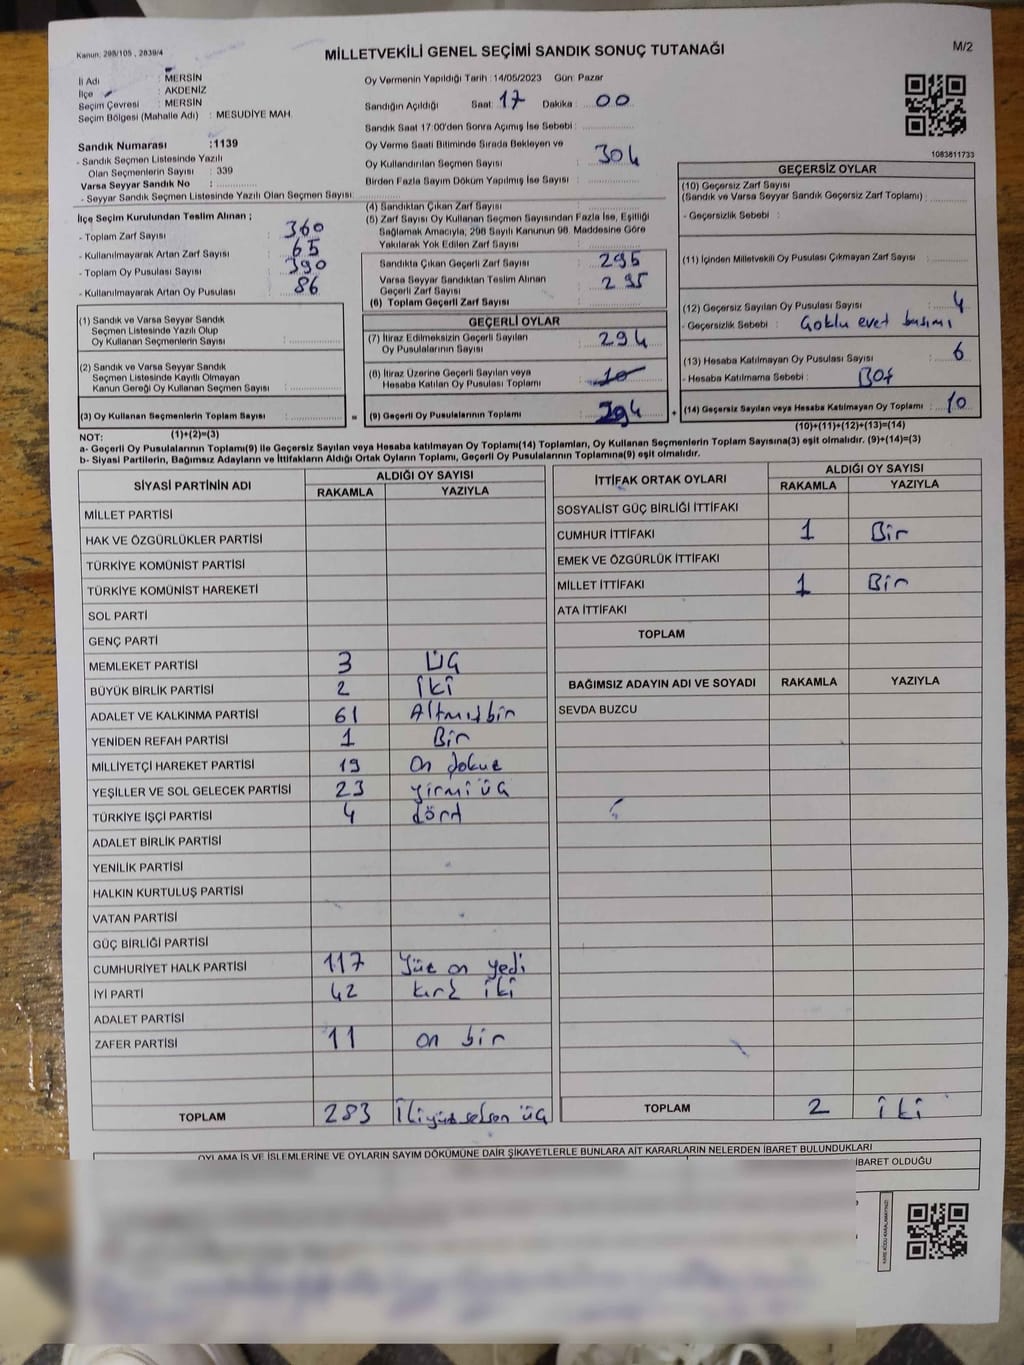 Kanun: 298/105 , 2839/4
MİLLETVEKİLİ GENEL SEÇİMİ SANDIK SONUÇ TUTANAĞI
M/2
İl Adı : MERSİN
İlçe : AKDENİZ
Seçim Çevresi : MERSİN
Seçim Bölgesi (Mahalle Adı) : MESUDİYE MAH.
Sandık Numarası :1139
- Sandık Seçmen Listesinde Yazılı
Olan Seçmenlerin Sayısı : 339
Varsa Seyyar Sandık No :
- Seyyar Sandık Seçmen Listesinde Yazılı Olan Seçmen Sayısı:
İlçe Seçim Kurulundan Teslim Alınan ;
- Toplam Zarf Sayısı : 360
- Kullanılmayarak Artan Zarf Sayısı : 65
- Toplam Oy Pusulası Sayısı : 390
- Kullanılmayarak Artan Oy Pusulası : 86
Oy Vermenin Yapıldığı Tarih :14/05/2023 Gün: Pazar
Sandığın Açıldığı Saat: 17 Dakika : 00
Sandık Saat 17:00'den Sonra Açmış İse Sebebi :
Oy Verme Saati Bitiminde Sırada Bekleyen ve
Oy Kullandırılan Seçmen Sayısı : 304
Birden Fazla Sayım Döküm Yapılmış İse Sayısı :
(4) Sandıktan Çıkan Zarf Sayısı :
(5) Zarf Sayısı Oy Kullanan Seçmen Sayısından Fazla İse, Eşitliği
Sağlamak Amacıyla, 298 Sayılı Kanunun 98. Maddesine Göre
Yakılarak Yok Edilen Zarf Sayısı :
Sandıkta Çıkan Geçerli Zarf Sayısı : 295
Varsa Seyyar Sandıktan Teslim Alınan
Geçerli Zarf Sayısı : 295
(6) Toplam Geçerli Zarf Sayısı :
1083811733
GEÇERSİZ OYLAR
(10) Geçersiz Zarf Sayısı
(Sandık ve Varsa Seyyar Sandık Geçersiz Zarf Toplamı) :
- Geçersizlik Sebebi :
(11) İçinden Milletvekili Oy Pusulası Çıkmayan Zarf Sayısı :
(12) Geçersiz Sayılan Oy Pusulası Sayısı : 4
- Geçersizlik Sebebi : Çoklu evet basımı
(13) Hesaba Katılmayan Oy Pusulası Sayısı : 6
- Hesaba Katılmama Sebebi : Boş
(14) Geçersiz Sayılan veya Hesaba Katılmayan Oy Toplamı : 10
(10)+(11)+(12)+(13)=(14)
(1) Sandık ve Varsa Seyyar Sandık
Seçmen Listesinde Yazılı Olup
Oy Kullanan Seçmenlerin Sayısı :
(2) Sandık ve Varsa Seyyar Sandık
Seçmen Listesinde Kayıtlı Olmayan
Kanun Gereği Oy Kullanan Seçmen Sayısı :
(3) Oy Kullanan Seçmenlerin Toplam Sayısı : =
(1)+(2)=(3)
GEÇERLİ OYLAR
(7) İtiraz Edilmeksizin Geçerli Sayılan
Oy Pusulalarının Sayısı : 294
(8) İtiraz Üzerine Geçerli Sayılan veya
Hesaba Katılan Oy Pusulası Toplamı : 10
(9) Geçerli Oy Pusulalarının Toplamı : 294 +
NOT:
a- Geçerli Oy Pusulalarının Toplamı(9) ile Geçersiz Sayılan veya Hesaba katılmayan Oy Toplamı(14) Toplamları, Oy Kullanan Seçmenlerin Toplam Sayısına(3) eşit olmalıdır. (9)+(14)=(3)
b- Siyasi Partilerin, Bağımsız Adayların ve İttifakların Aldığı Ortak Oyların Toplamı, Geçerli Oy Pusulalarının Toplamına(9) eşit olmalıdır.
SİYASİ PARTİNİN ADI ALDIĞI OY SAYISI
RAKAMLA YAZIYLA
MİLLET PARTİSİ
HAK VE ÖZGÜRLÜKLER PARTİSİ
TÜRKİYE KOMÜNİST PARTİSİ
TÜRKİYE KOMÜNİST HAREKETİ
SOL PARTİ
GENÇ PARTİ
MEMLEKET PARTİSİ 3 ÜÇ
BÜYÜK BİRLİK PARTİSİ 2 İki
ADALET VE KALKINMA PARTİSİ 61 Altmışbir
YENİDEN REFAH PARTİSİ 1 Bir
MİLLİYETÇİ HAREKET PARTİSİ 19 On dokuz
YEŞİLLER VE SOL GELECEK PARTİSİ 23 yirmi üç
TÜRKİYE İŞÇİ PARTİSİ 4 dört
ADALET BİRLİK PARTİSİ
YENİLİK PARTİSİ
HALKIN KURTULUŞ PARTİSİ
VATAN PARTİSİ
GÜÇ BİRLİĞİ PARTİSİ
CUMHURİYET HALK PARTİSİ 117 Yüz on yedi
İYİ PARTİ 42 kırk iki
ADALET PARTİSİ
ZAFER PARTİSİ 11 on bir
TOPLAM 283 İkiyüz seksen üç
İTTİFAK ORTAK OYLARI ALDIĞI OY SAYISI
RAKAMLA YAZIYLA
SOSYALİST GÜÇ BİRLİĞİ İTTİFAKI
CUMHUR İTTİFAKI 1 Bir
EMEK VE ÖZGÜRLÜK İTTİFAKI
MİLLET İTTİFAKI 1 Bir
ATA İTTİFAKI
TOPLAM
BAĞIMSIZ ADAYIN ADI VE SOYADI RAKAMLA YAZIYLA
SEVDA BUZCU
TOPLAM 2 iki
OYLAMA İŞ VE İŞLEMLERİNE VE OYLARIN SAYIM DÖKÜMÜNE DAİR ŞİKAYETLERLE BUNLARA AİT KARARLARIN NELERDEN İBARET BULUNDUKLARI
İBARET OLDUĞU